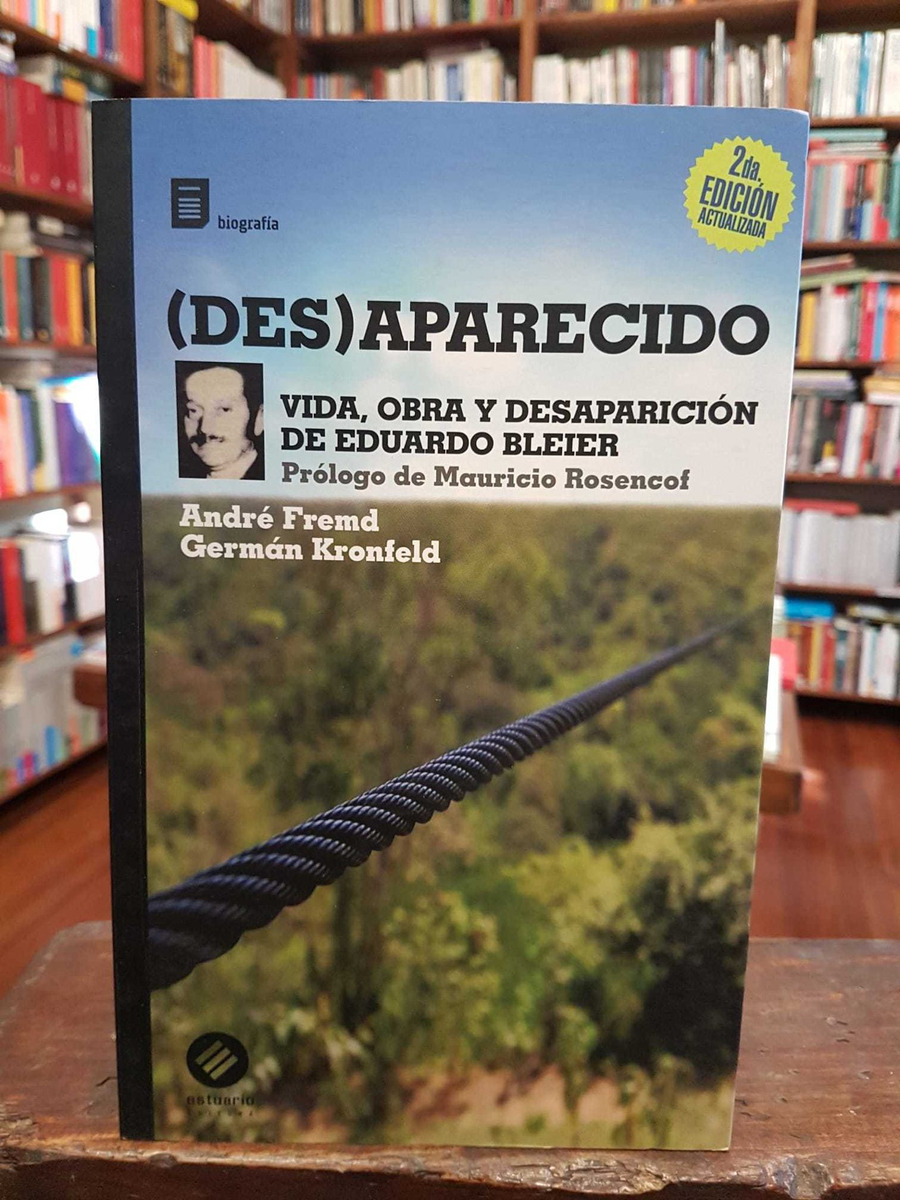 biografía
2da.
EDICIÓN
ACTUALIZADA
(DES)APARECIDO
VIDA, OBRA Y DESAPARICIÓN
DE EDUARDO BLEIER
Prólogo de Mauricio Rosencof
André Fremd
Germán Kronfeld
estuario